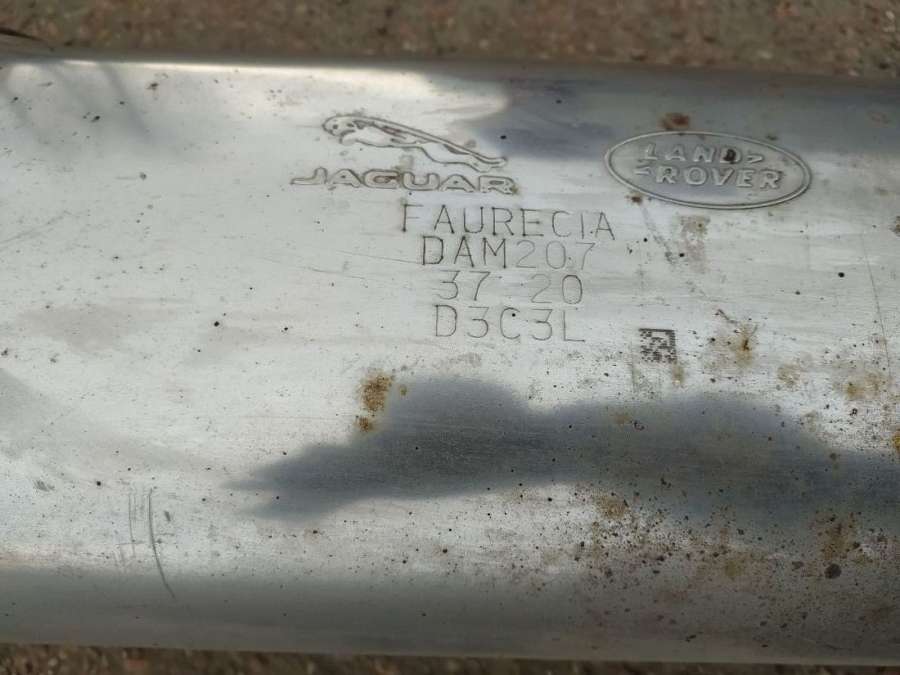 JAGUAR
LAND
ROVER
FAURECIA
DAM207
37 20
D3C3L